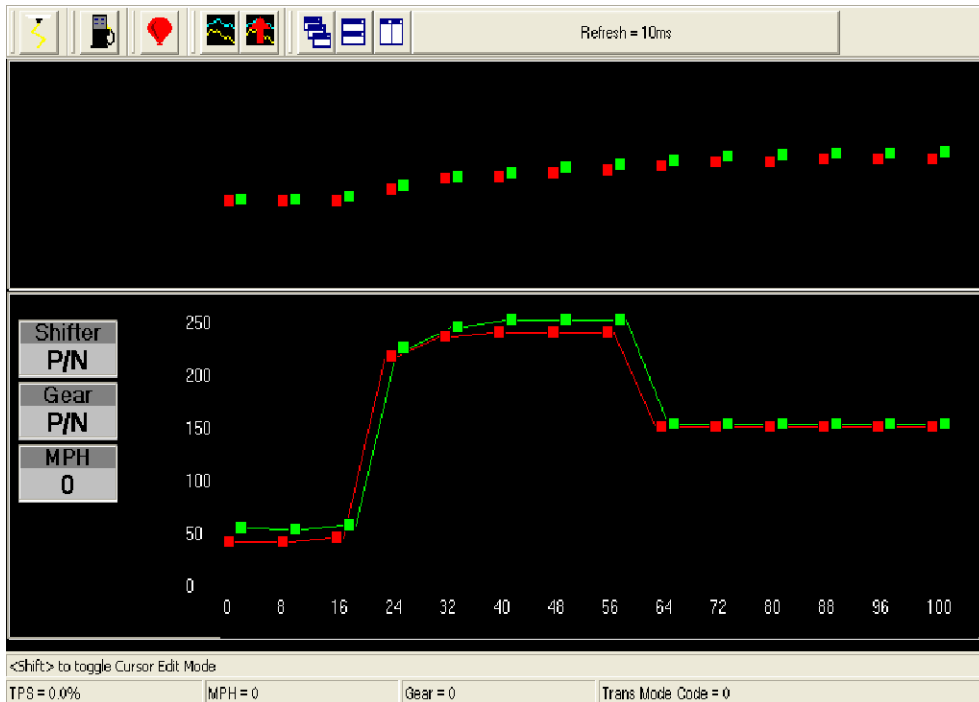 Refresh = 10ms
Shifter
P/N
Gear
P/N
MPH
0
250
200
150
100
50
0
0 8 16 24 32 40 48 56 64 72 80 88 96 100
<Shift> to toggle Cursor Edit Mode
TPS = 0.0% MPH = 0 Gear = 0 Trans Mode Code = 0